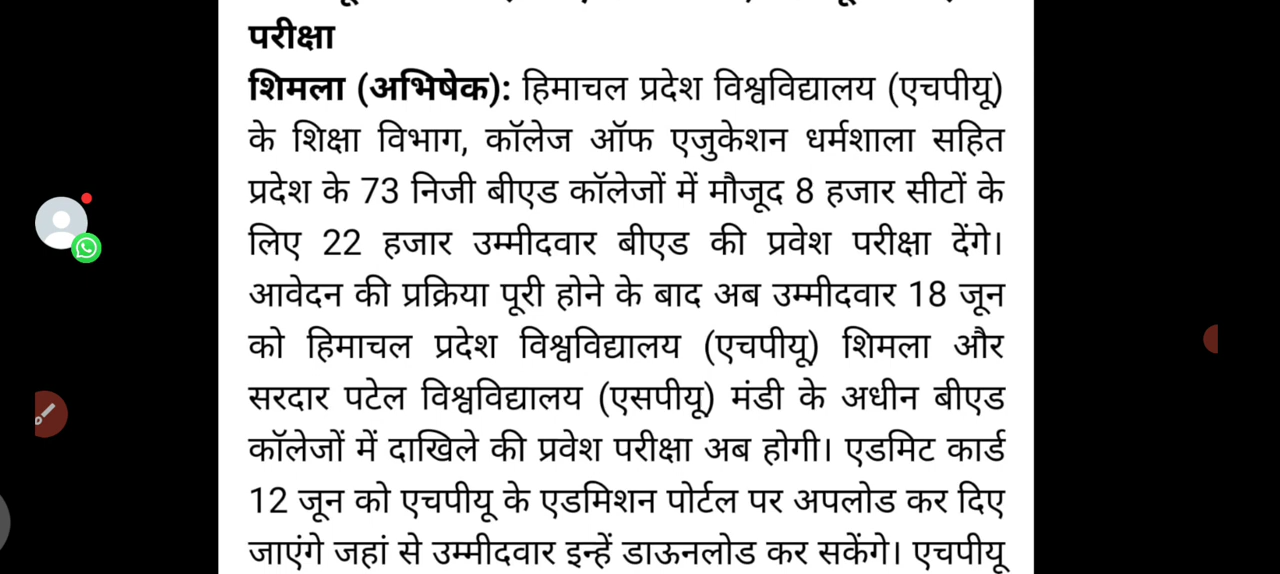 परीक्षा
शिमला (अभिषेक): हिमाचल प्रदेश विश्वविद्यालय (एचपीयू)
के शिक्षा विभाग, कॉलेज ऑफ एजुकेशन धर्मशाला सहित
प्रदेश के 73 निजी बीएड कॉलेजों में मौजूद 8 हजार सीटों के
लिए 22 हजार उम्मीदवार बीएड की प्रवेश परीक्षा देंगे।
आवेदन की प्रक्रिया पूरी होने के बाद अब उम्मीदवार 18 जून
को हिमाचल प्रदेश विश्वविद्यालय (एचपीयू) शिमला और
सरदार पटेल विश्वविद्यालय (एसपीयू) मंडी के अधीन बीएड
कॉलेजों में दाखिले की प्रवेश परीक्षा अब होगी। एडमिट कार्ड
12 जून को एचपीयू के एडमिशन पोर्टल पर अपलोड कर दिए
जाएंगे जहां से उम्मीदवार इन्हें डाऊनलोड कर सकेंगे। एचपीयू